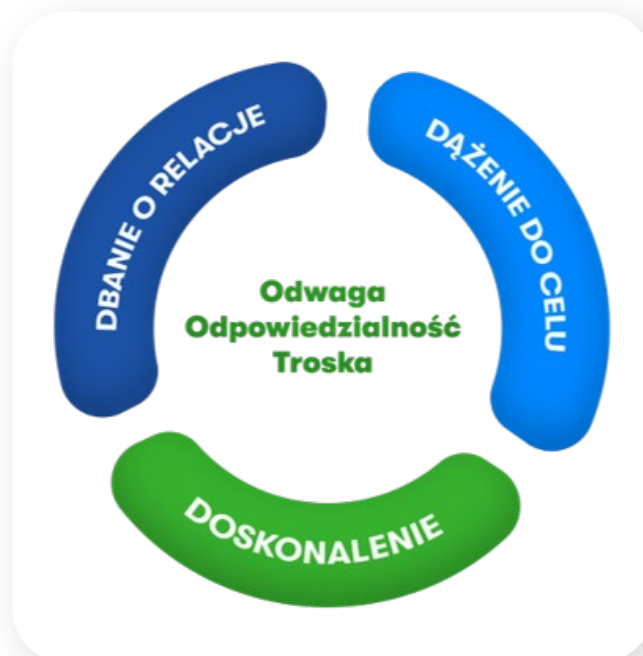 DBANIE O RELACJE
DĄŻENIE DO CELU
Odwaga
Odpowiedzialność
Troska
DOSKONALENIE